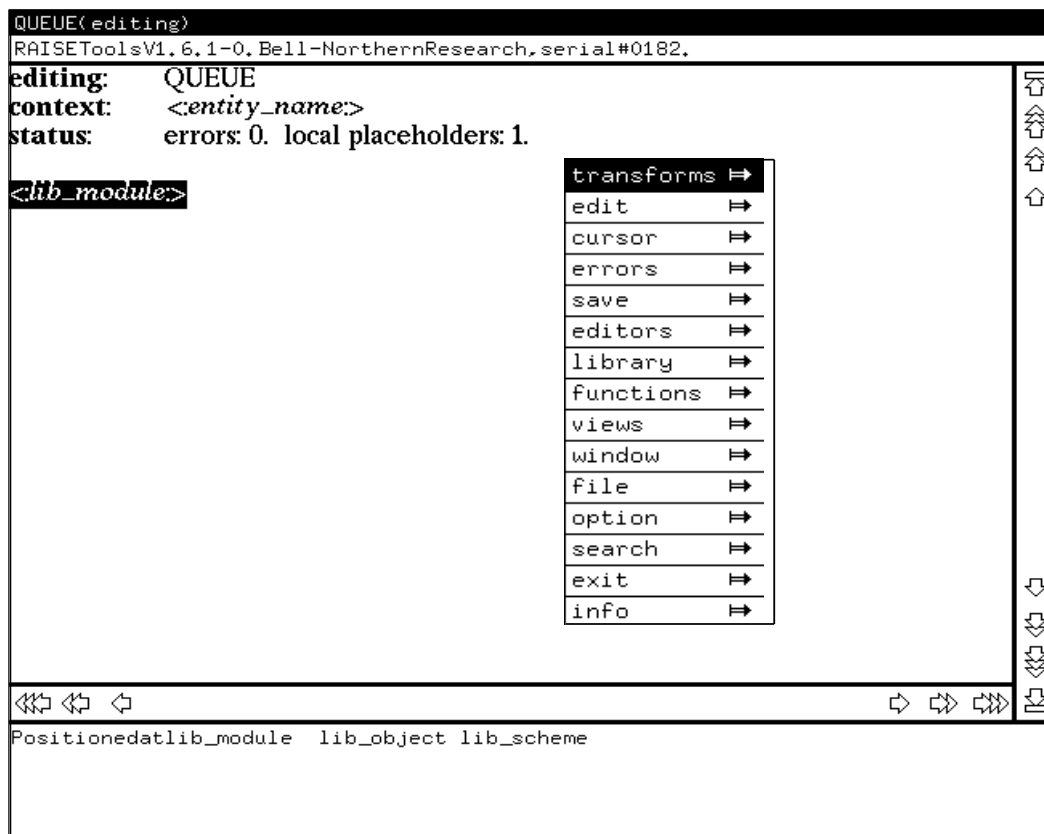 QUEUE(editing)
RAISEToolsV1.6.1-0.Bell-NorthernResearch,serial#0182.
editing: QUEUE
context: <:entity_name:>
status: errors: 0. local placeholders: 1.
<:lib_module:>
transforms
edit
cursor
errors
save
editors
library
functions
views
window
file
option
search
exit
info
Positionedatlib_module lib_object lib_scheme